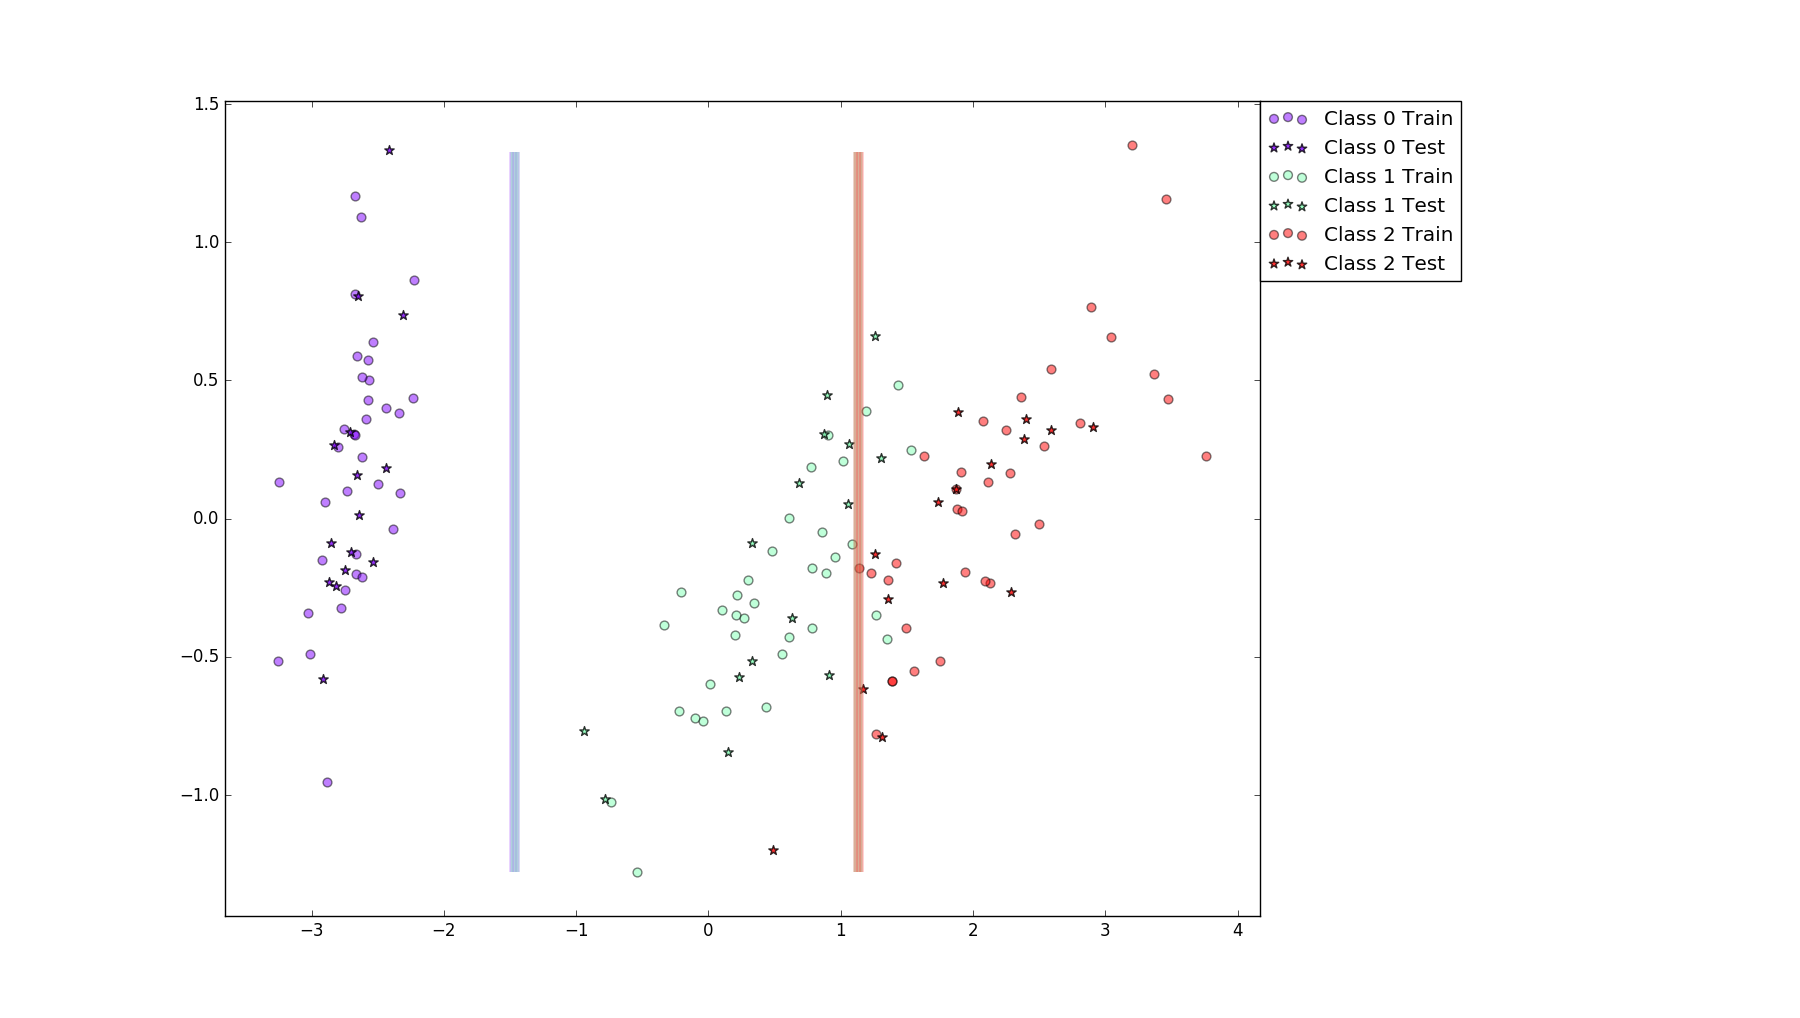 1.5
1.0
0.5
0.0
−0.5
−1.0
−3 −2 −1 0 1 2 3 4
Class 0 Train
Class 0 Test
Class 1 Train
Class 1 Test
Class 2 Train
Class 2 Test